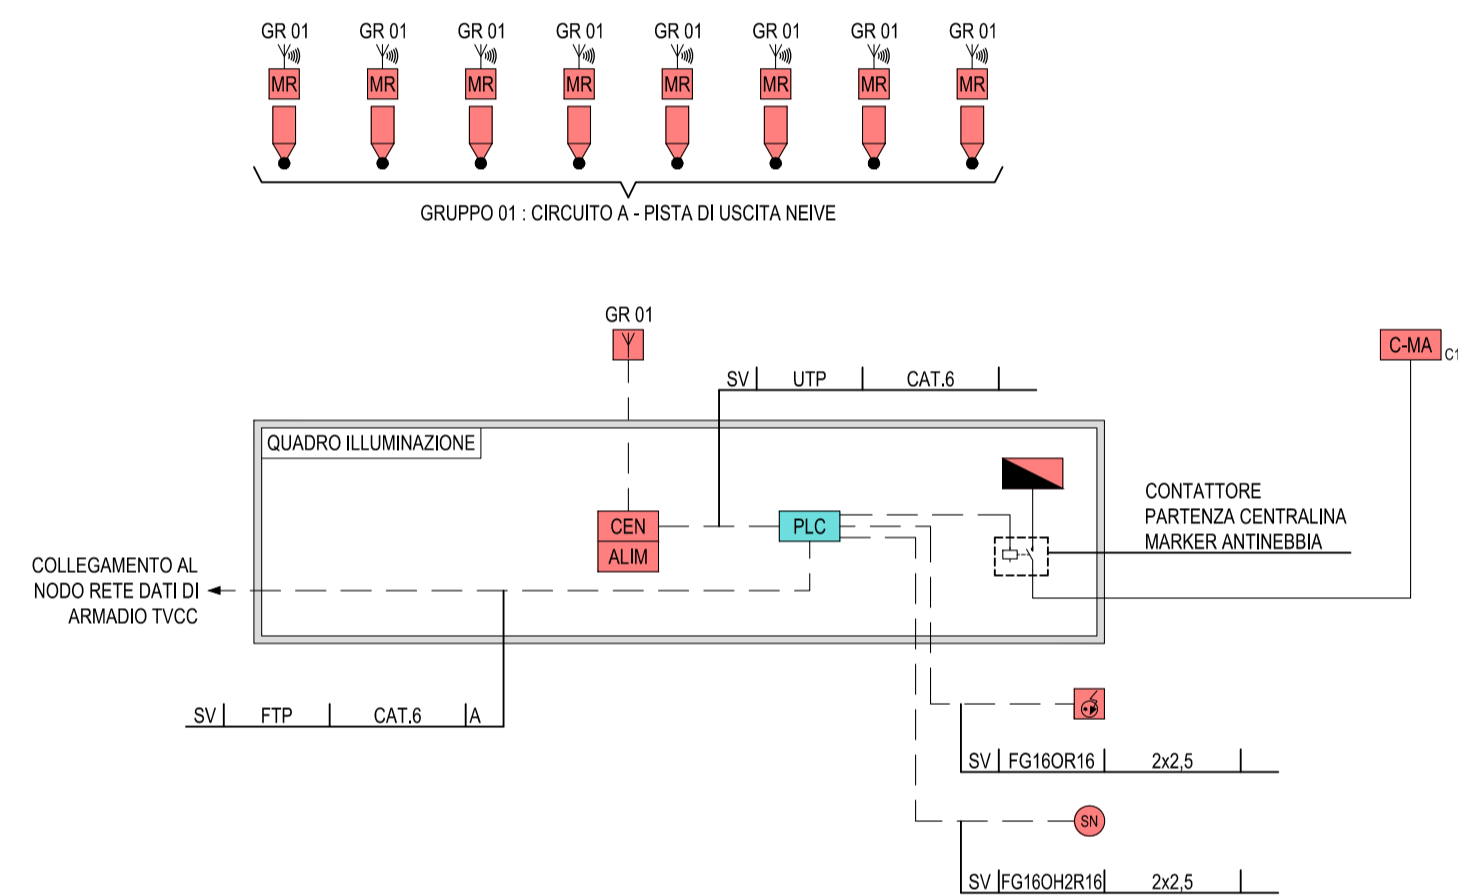 GR 01 GR 01 GR 01 GR 01 GR 01 GR 01 GR 01 GR 01
MR MR MR MR MR MR MR MR
GRUPPO 01 : CIRCUITO A - PISTA DI USCITA NEIVE
GR 01
C-MA C1
SV UTP CAT.6
QUADRO ILLUMINAZIONE
CEN
ALIM
PLC
CONTATTORE
PARTENZA CENTRALINA
MARKER ANTINEBBIA
COLLEGAMENTO AL
NODO RETE DATI DI
ARMADIO TVCC
SV FTP CAT.6 A
SV FG16OR16 2x2,5
SN
SV FG16OH2R16 2x2,5